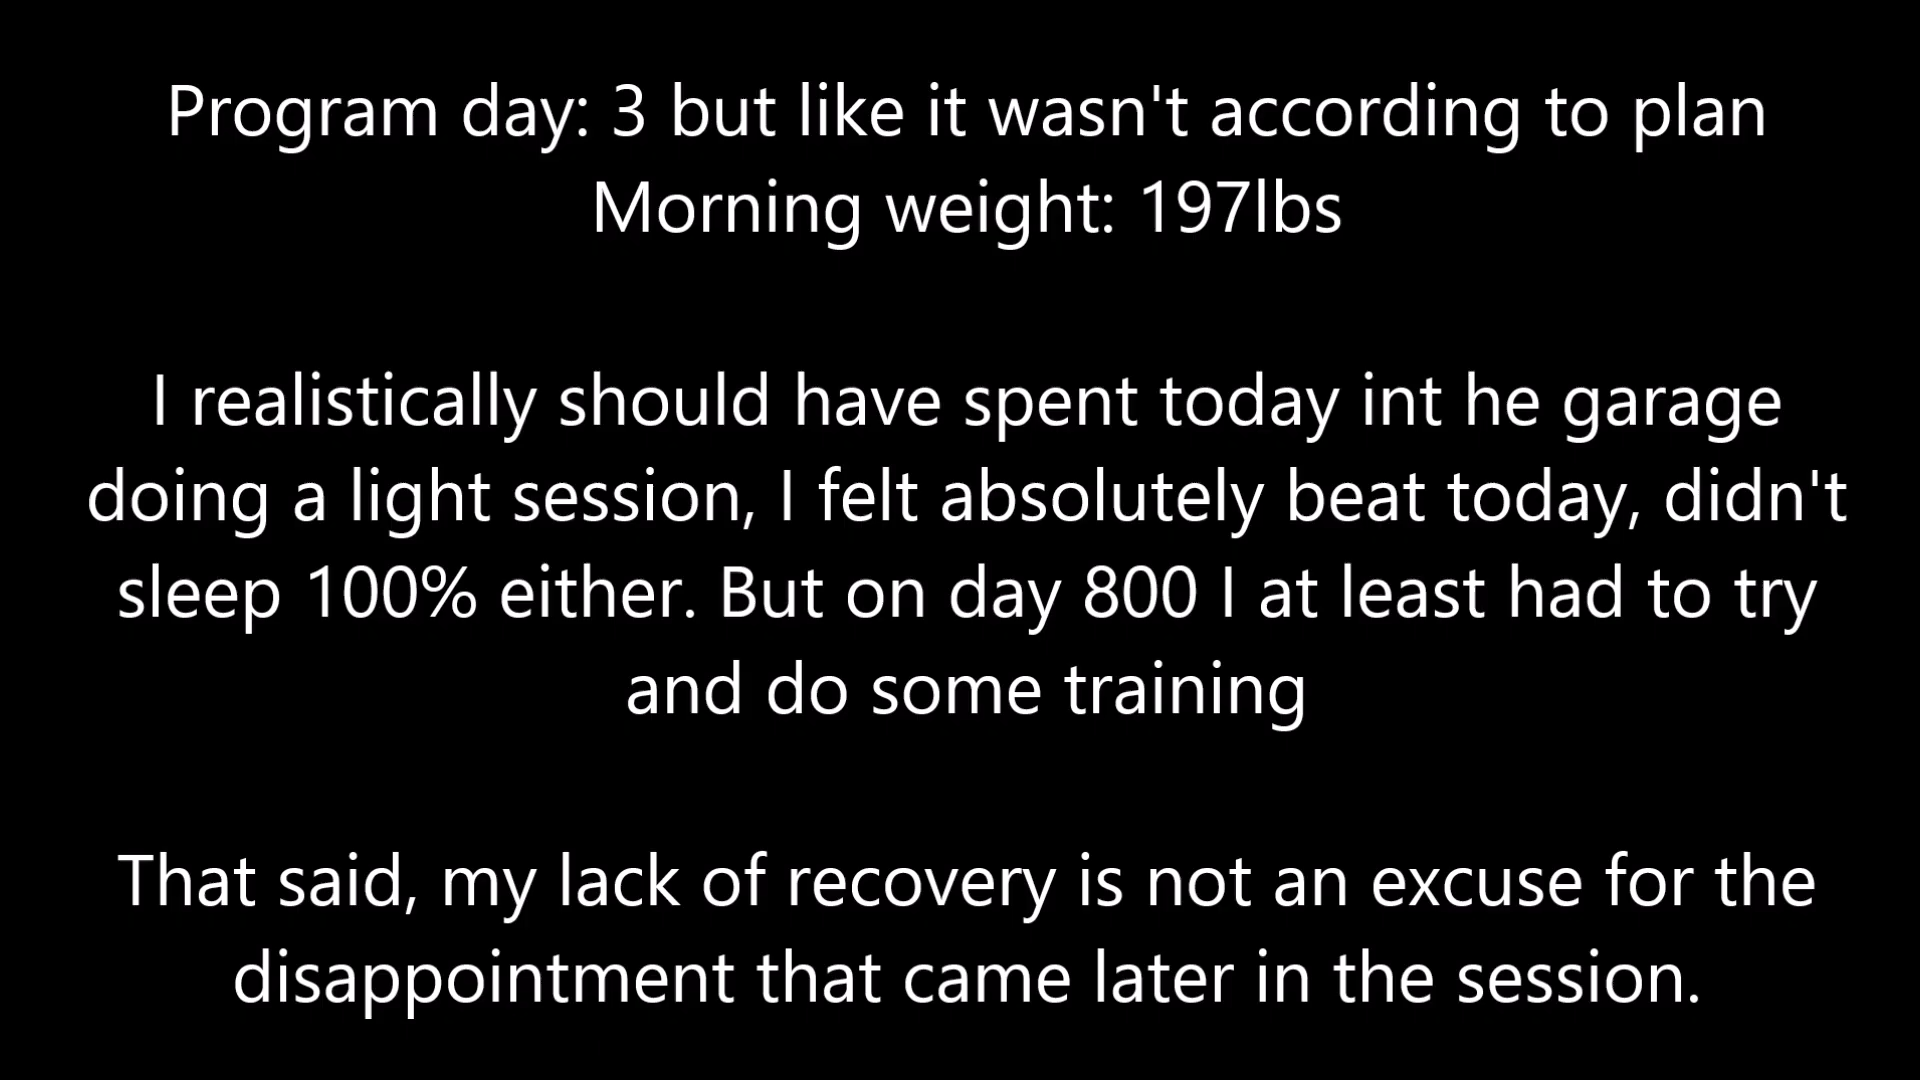 Program day: 3 but like it wasn't according to plan
Morning weight: 197lbs
I realistically should have spent today int he garage
doing a light session, I felt absolutely beat today, didn't
sleep 100% either. But on day 800 I at least had to try
and do some training
That said, my lack of recovery is not an excuse for the
disappointment that came later in the session.